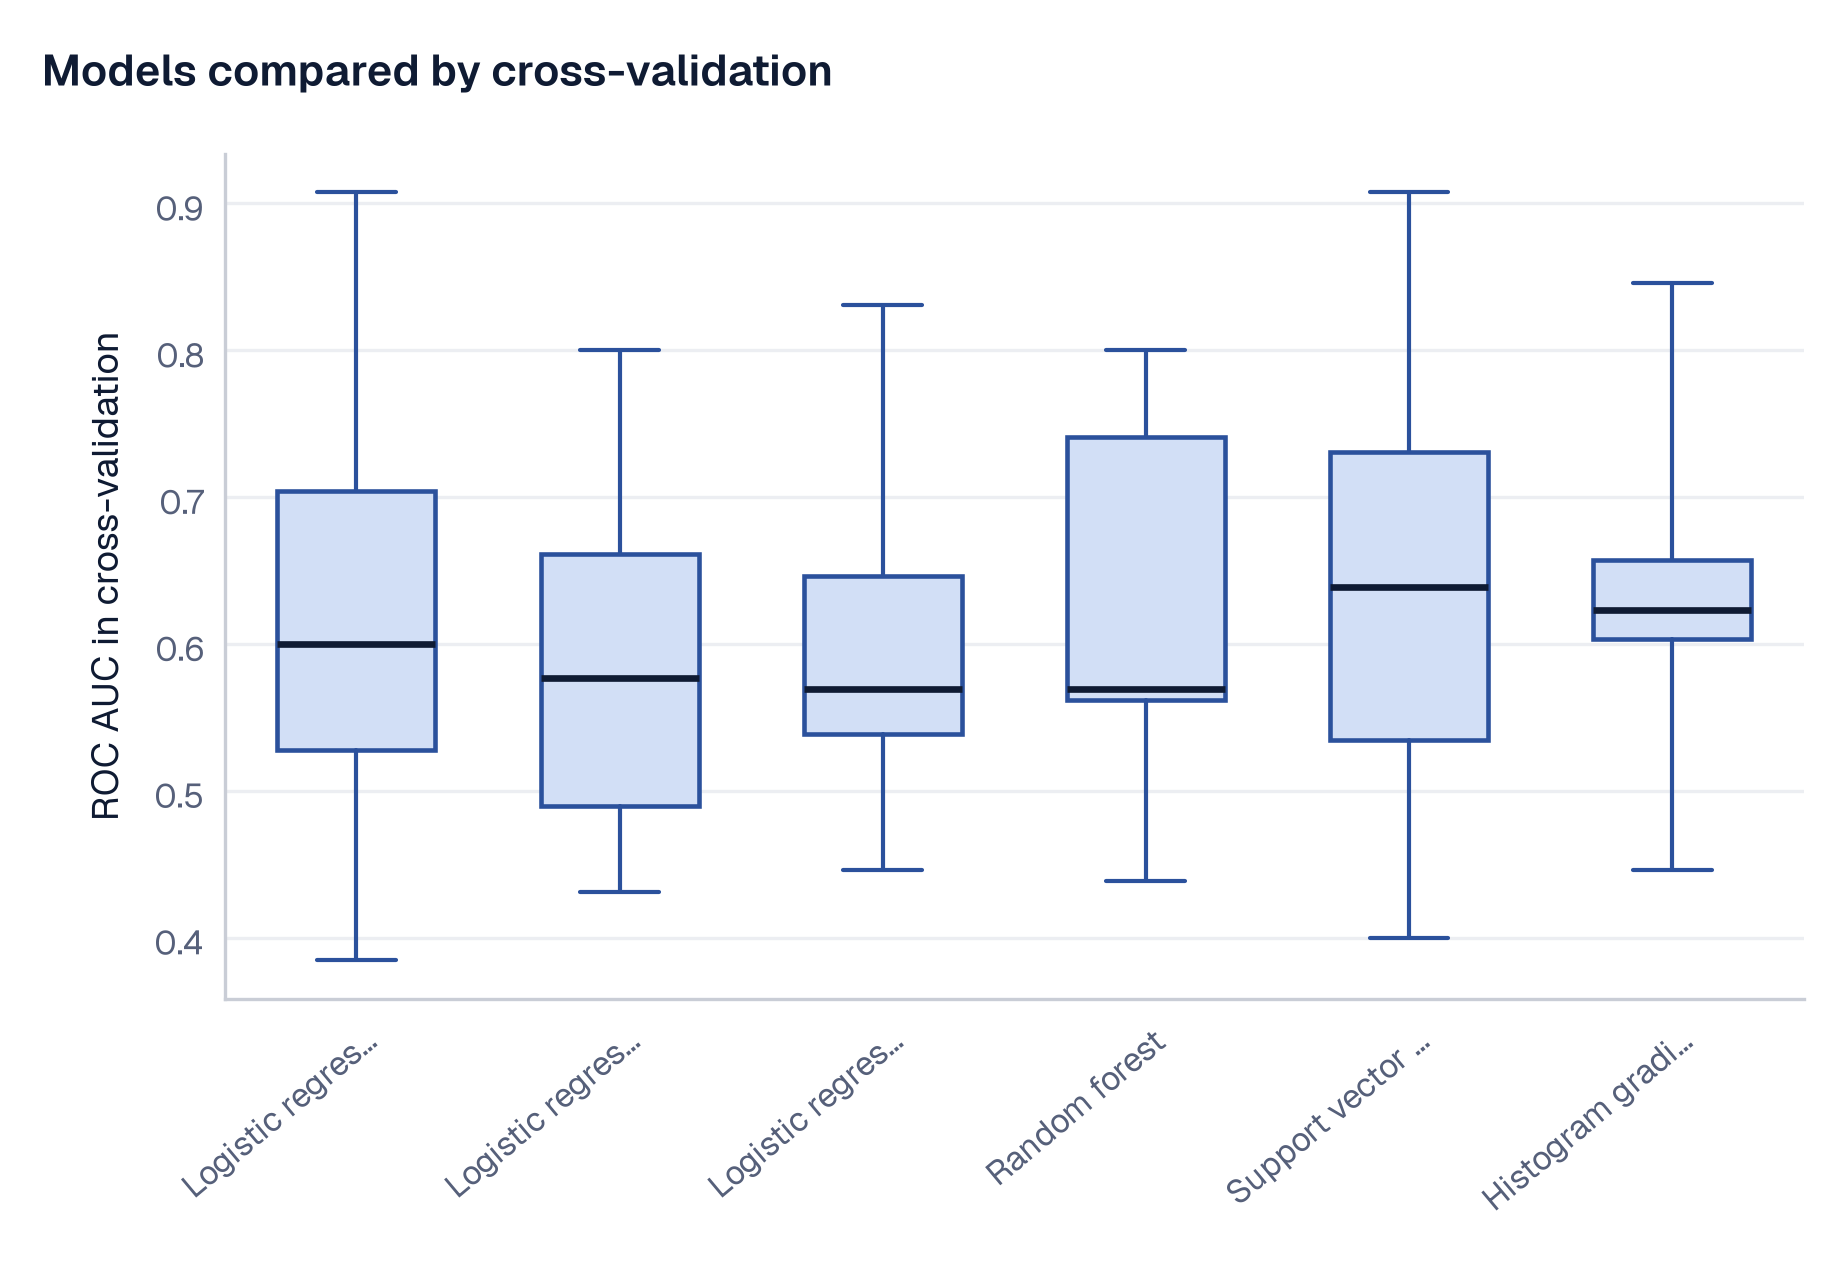 Models compared by cross-validation
ROC AUC in cross-validation
0.9
0.8
0.7
0.6
0.5
0.4
Logistic regres...
Logistic regres...
Logistic regres...
Random forest
Support vector ...
Histogram gradi...